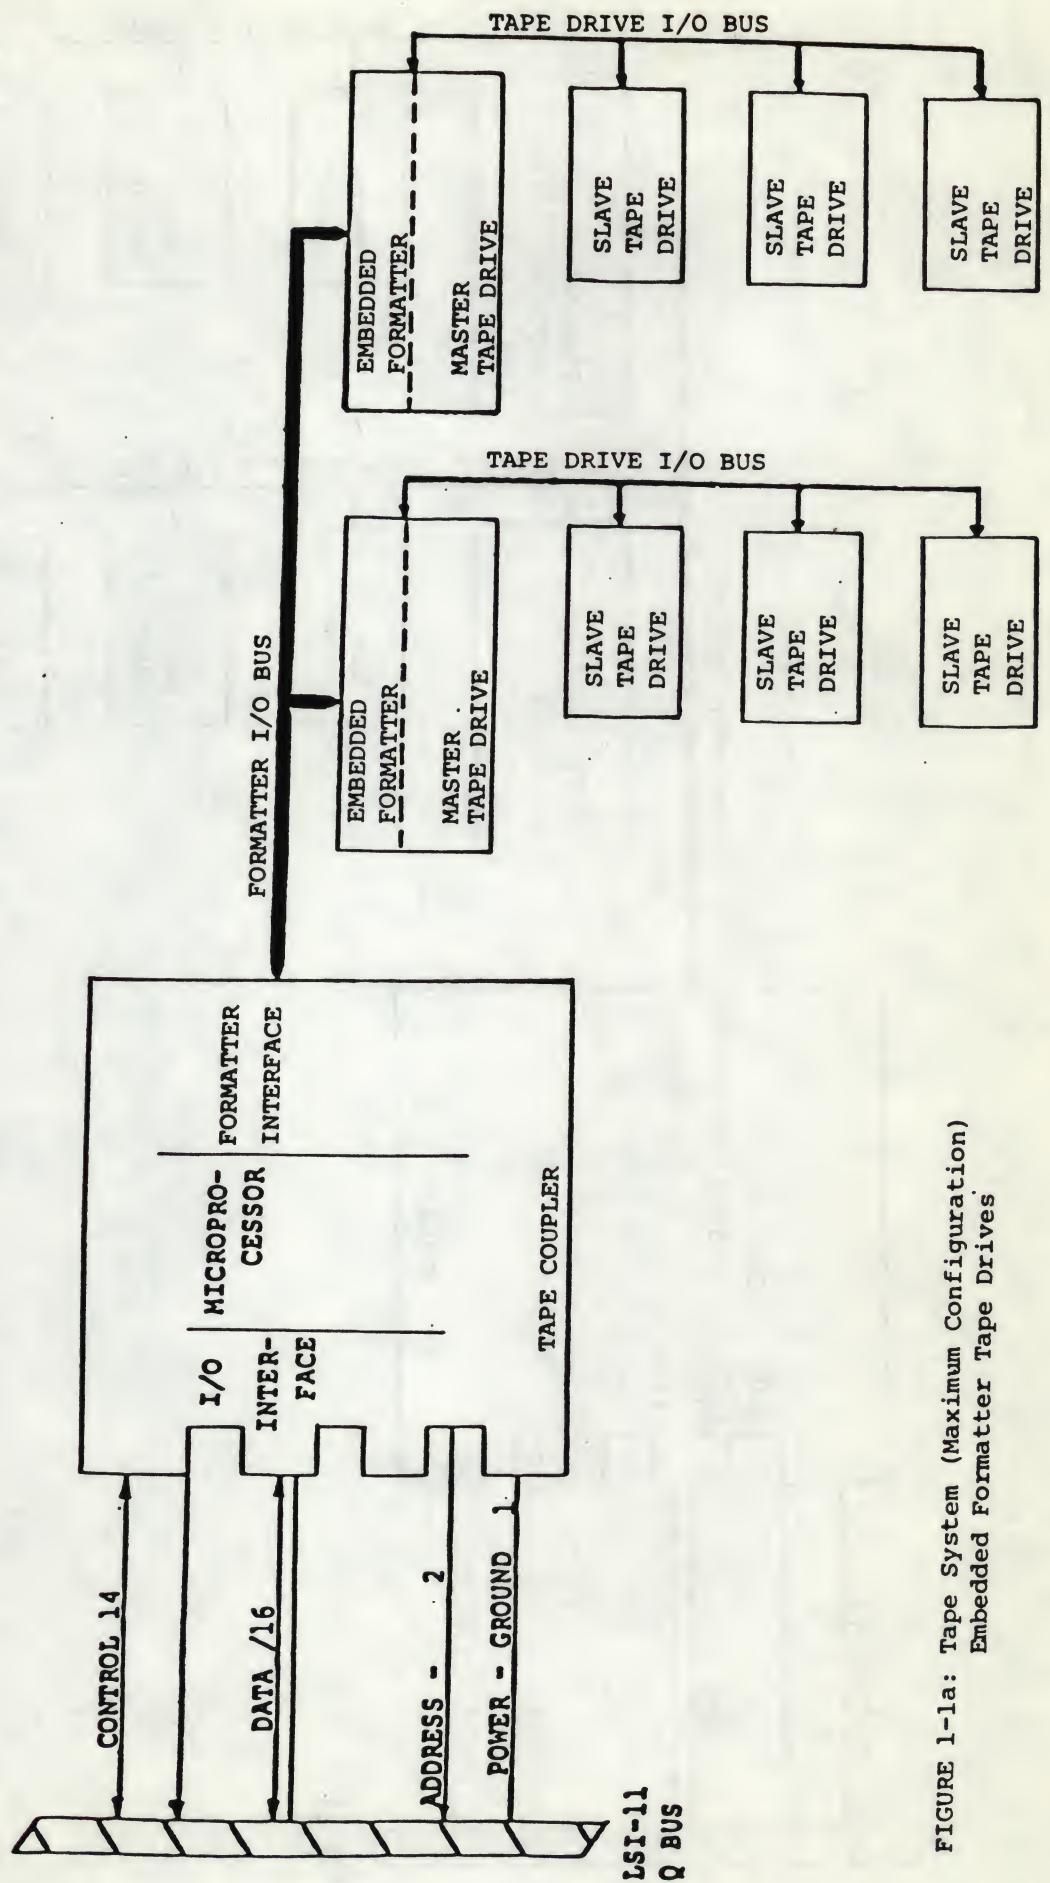 CONTROL 14
DATA /16
ADDRESS - 2
POWER - GROUND 1
LSI-11
Q BUS
I/O
INTER-
FACE
MICROPRO-
CESSOR
FORMATTER
INTERFACE
TAPE COUPLER
FORMATTER I/O BUS
EMBEDDED
FORMATTER
MASTER
TAPE DRIVE
TAPE DRIVE I/O BUS
SLAVE
TAPE
DRIVE
SLAVE
TAPE
DRIVE
SLAVE
TAPE
DRIVE
EMBEDDED
FORMATTER
MASTER
TAPE DRIVE
TAPE DRIVE I/O BUS
SLAVE
TAPE
DRIVE
SLAVE
TAPE
DRIVE
SLAVE
TAPE
DRIVE
FIGURE 1-1a: Tape System (Maximum Configuration)
Embedded Formatter Tape Drives